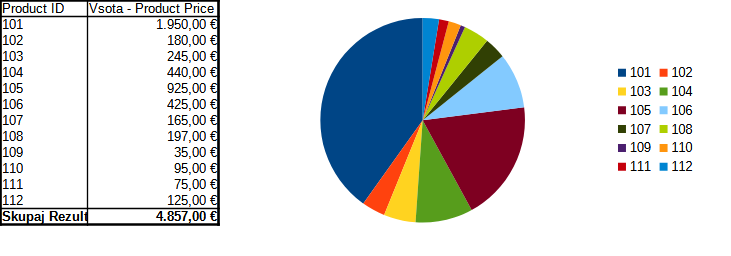 Product ID Vsota - Product Price
101 1.950,00 €
102 180,00 €
103 245,00 €
104 440,00 €
105 925,00 €
106 425,00 €
107 165,00 €
108 197,00 €
109 35,00 €
110 95,00 €
111 75,00 €
112 125,00 €
Skupaj Rezult 4.857,00 €
101 102
103 104
105 106
107 108
109 110
111 112